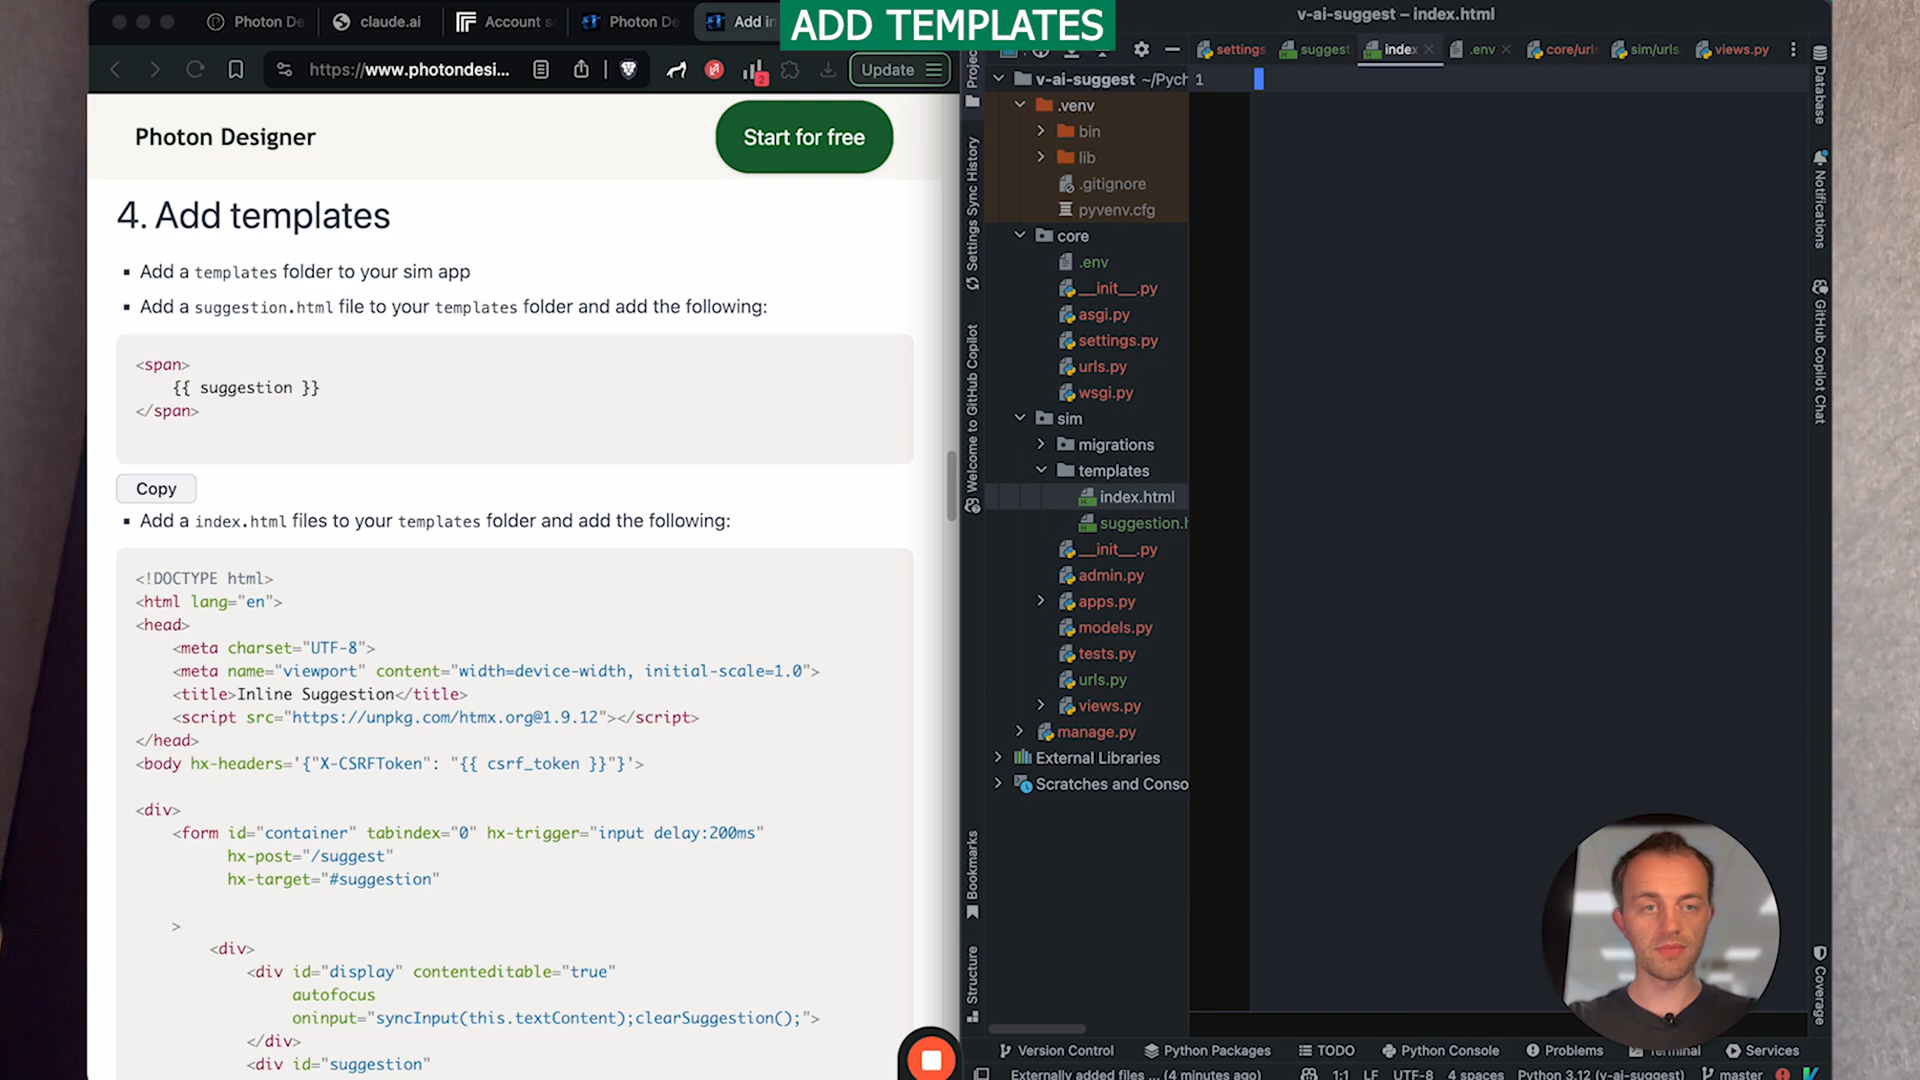 ADD TEMPLATES
Photon De
claude.ai
Account s
Photon De
Add in
https://www.photondesi...
2
Update
Photon Designer
Start for free
4. Add templates
Add a templates folder to your sim app
Add a suggestion.html file to your templates folder and add the following:
<span>
{{ suggestion }}
</span>
Copy
Add a index.html files to your templates folder and add the following:
<!DOCTYPE html>
<html lang="en">
<head>
<meta charset="UTF-8">
<meta name="viewport" content="width=device-width, initial-scale=1.0">
<title>Inline Suggestion</title>
<script src="https://unpkg.com/htmx.org@1.9.12"></script>
</head>
<body hx-headers='{"X-CSRFToken": "{{ csrf_token }}"}'>
<div>
<form id="container" tabindex="0" hx-trigger="input delay:200ms"
hx-post="/suggest"
hx-target="#suggestion"
>
<div>
<div id="display" contenteditable="true"
autofocus
oninput="syncInput(this.textContent);clearSuggestion();">
</div>
<div id="suggestion"
v-ai-suggest – index.html
settings
suggest
index
.env
core/urls
sim/urls.
views.py
Projec
Settings Sync History
Welcome to GitHub Copilot
Bookmarks
Structure
v-ai-suggest ~/Pych
.venv
bin
lib
.gitignore
pyvenv.cfg
core
.env
__init__.py
asgi.py
settings.py
urls.py
wsgi.py
sim
migrations
templates
index.html
suggestion.h
__init__.py
admin.py
apps.py
models.py
tests.py
urls.py
views.py
manage.py
External Libraries
Scratches and Conso
1
Database
Notifications
GitHub Copilot Chat
Coverage
Version Control
Python Packages
TODO
Python Console
Problems
Terminal
Services
Externally added files ... (4 minutes ago)
1:1
LF
UTF-8
4 spaces
Python 3.12 (v-ai-suggest)
master